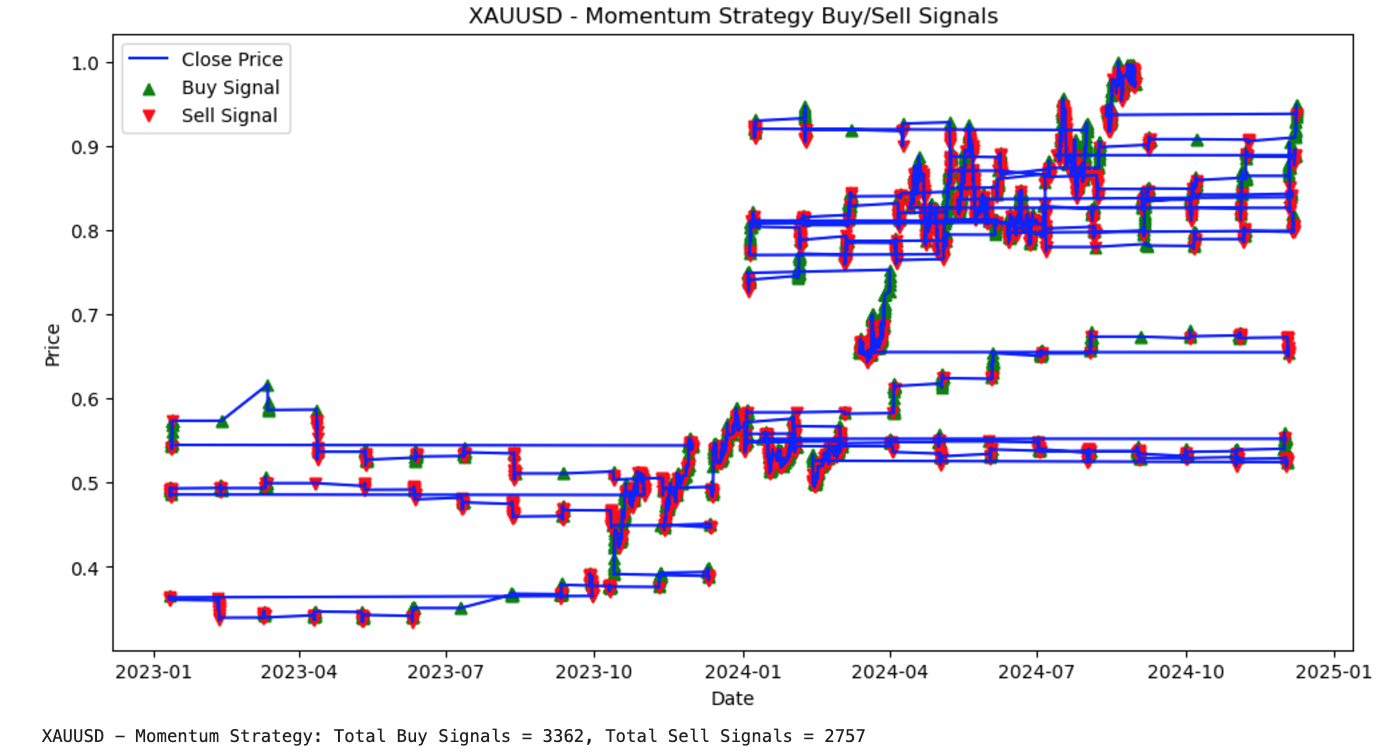 XAUUSD - Momentum Strategy Buy/Sell Signals
Close Price
Buy Signal
Sell Signal
1.0
0.9
0.8
0.7
0.6
0.5
0.4
Price
2023-01
2023-04
2023-07
2023-10
2024-01
2024-04
2024-07
2024-10
2025-01
Date
XAUUSD – Momentum Strategy: Total Buy Signals = 3362, Total Sell Signals = 2757